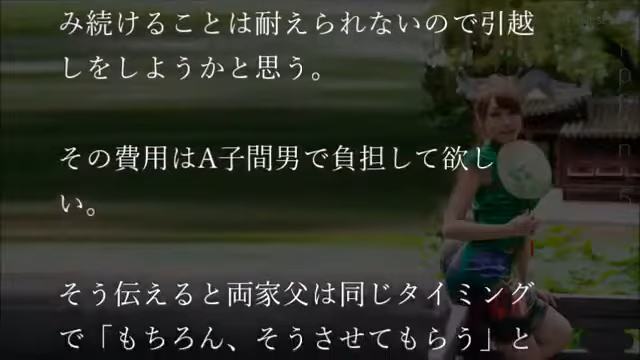 み続けることは耐えられないので引越
しをしようかと思う。
その費用はA子間男で負担して欲し
い。
そう伝えると両家父は同じタイミング
で「もちろん、そうさせてもらう」と